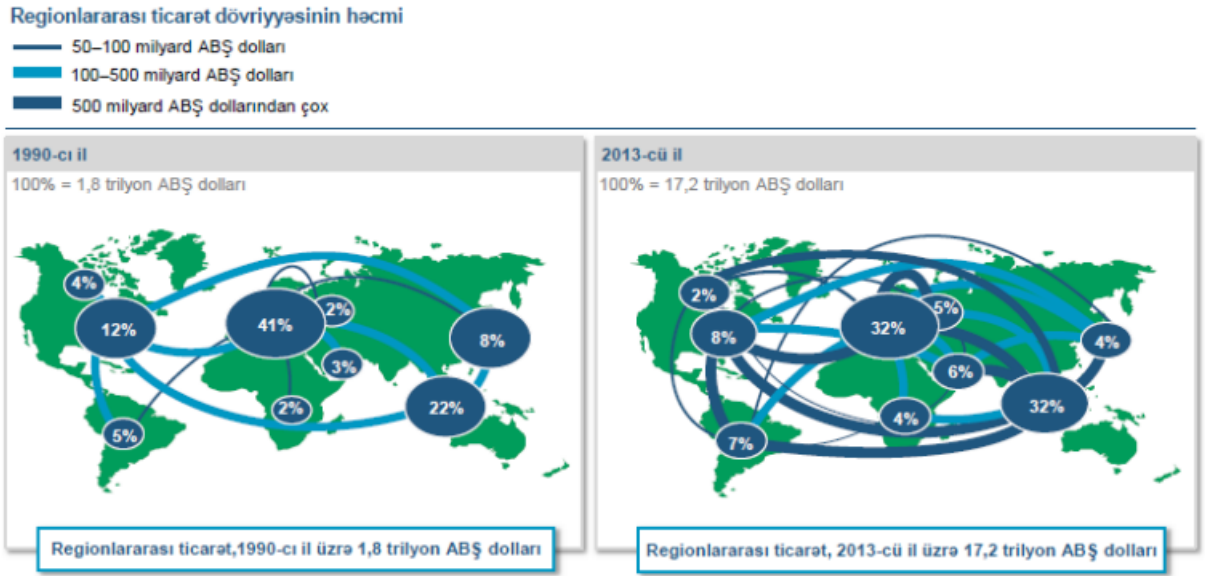 Regionlararası ticarət dövriyyəsinin həcmi
50–100 milyard ABŞ dolları
100–500 milyard ABŞ dolları
500 milyard ABŞ dollarından çox
1990-cı il
100% = 1,8 trilyon ABŞ dolları
4%
12%
41%
2%
8%
3%
2%
22%
5%
Regionlararası ticarət,1990-cı il üzrə 1,8 trilyon ABŞ dolları
2013-cü il
100% = 17,2 trilyon ABŞ dolları
2%
8%
32%
5%
4%
6%
4%
32%
7%
Regionlararası ticarət, 2013-cü il üzrə 17,2 trilyon ABŞ dolları